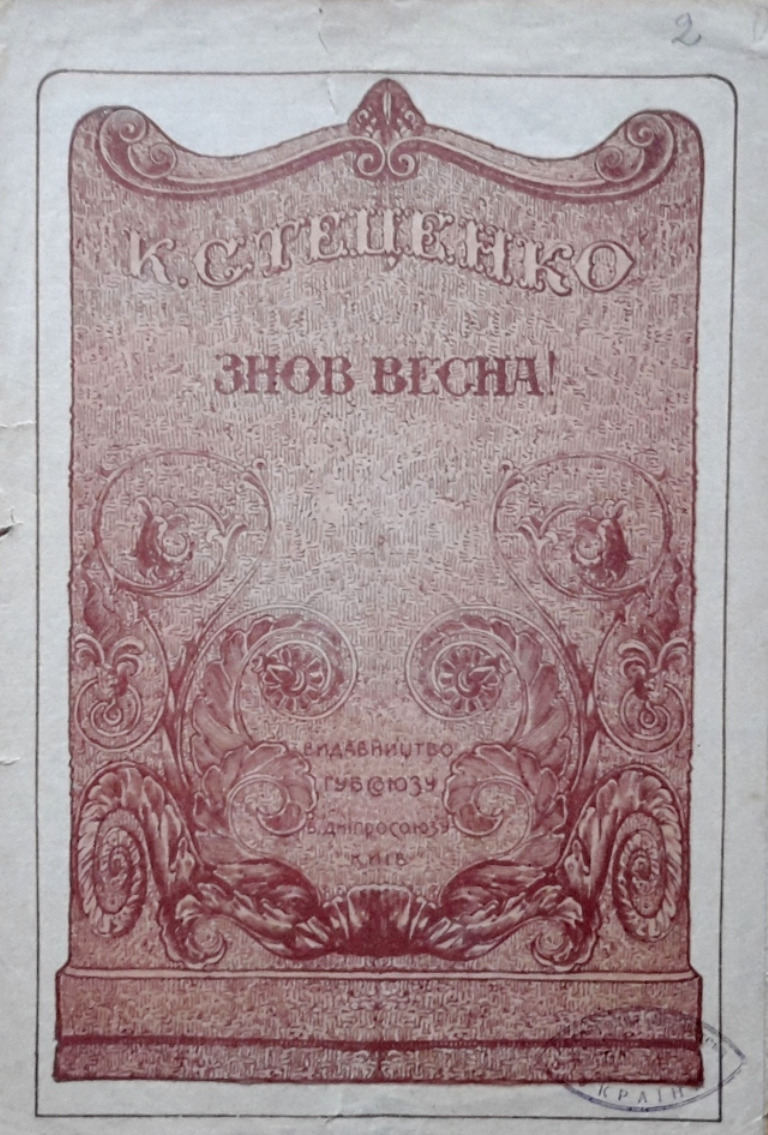 2
К. СТЕЦЕНКО
ЗНОВ ВЕСНА!
ВИДАВНИЦТВО
ГУБСОЮЗУ
Б. ДНІПРОСОЮЗУ
"КИЇВ"
КРАЇН